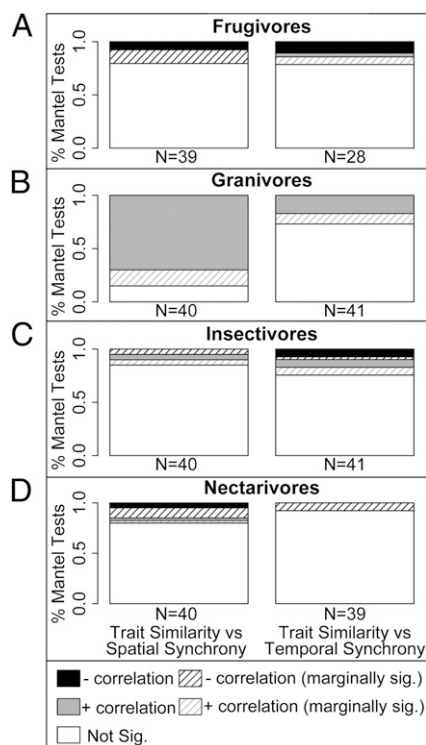 A
Frugivores
% Mantel Tests
0.0 0.5 1.0
N=39 N=28
B
Granivores
% Mantel Tests
0.0 0.5 1.0
N=40 N=41
C
Insectivores
% Mantel Tests
0.0 0.5 1.0
N=40 N=41
D
Nectarivores
% Mantel Tests
0.0 0.5 1.0
N=40 N=39
Trait Similarity vs Trait Similarity vs
Spatial Synchrony Temporal Synchrony
- correlation - correlation (marginally sig.)
+ correlation + correlation (marginally sig.)
Not Sig.